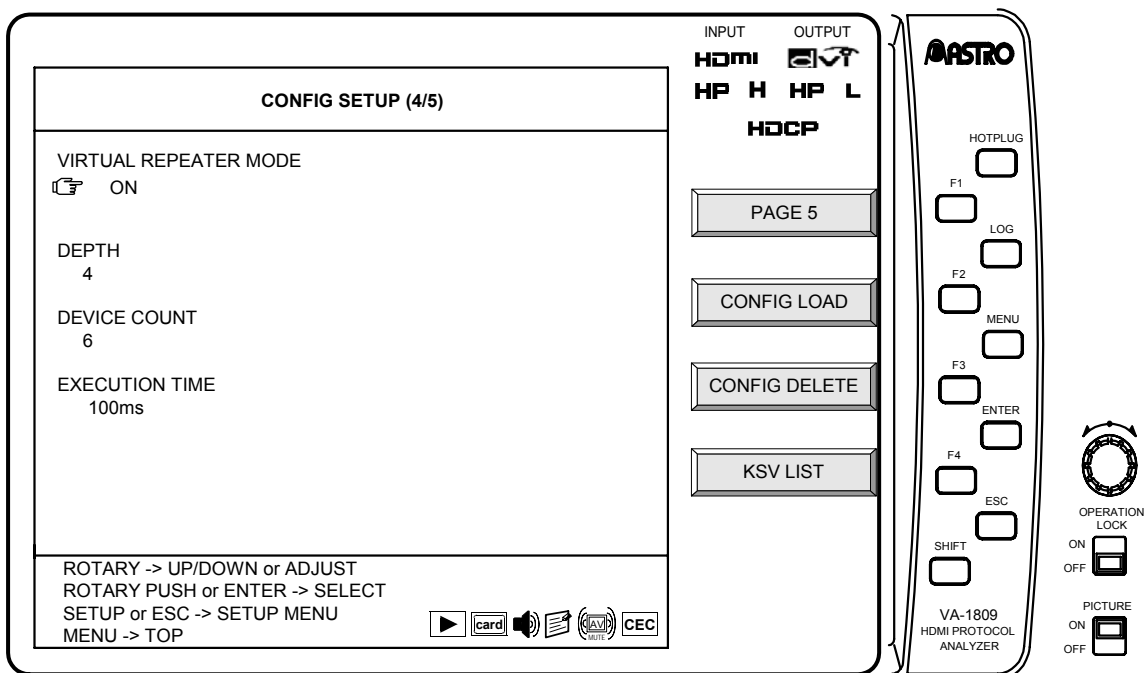 CONFIG SETUP (4/5)
VIRTUAL REPEATER MODE
ON
DEPTH
4
DEVICE COUNT
6
EXECUTION TIME
100ms
ROTARY -> UP/DOWN or ADJUST
ROTARY PUSH or ENTER -> SELECT
SETUP or ESC -> SETUP MENU
MENU -> TOP
card
AV
MUTE
CEC
INPUT OUTPUT
HDMI DVI
HP H HP L
HDCP
PAGE 5
CONFIG LOAD
CONFIG DELETE
KSV LIST
ASTRO
HOTPLUG
F1
LOG
F2
MENU
F3
ENTER
F4
ESC
SHIFT
VA-1809
HDMI PROTOCOL
ANALYZER
OPERATION
LOCK
ON
OFF
PICTURE
ON
OFF